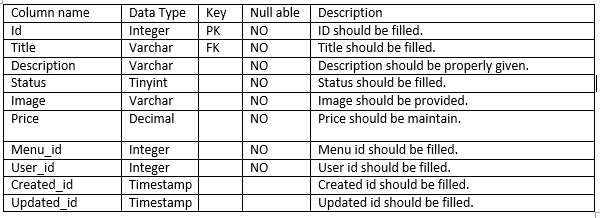 Column name Data Type Key Null able Description
Id Integer PK NO ID should be filled.
Title Varchar FK NO Title should be filled.
Description Varchar NO Description should be properly given.
Status Tinyint NO Status should be filled.
Image Varchar NO Image should be provided.
Price Decimal NO Price should be maintain.
Menu_id Integer NO Menu id should be filled.
User_id Integer NO User id should be filled.
Created_id Timestamp Created id should be filled.
Updated_id Timestamp Updated id should be filled.